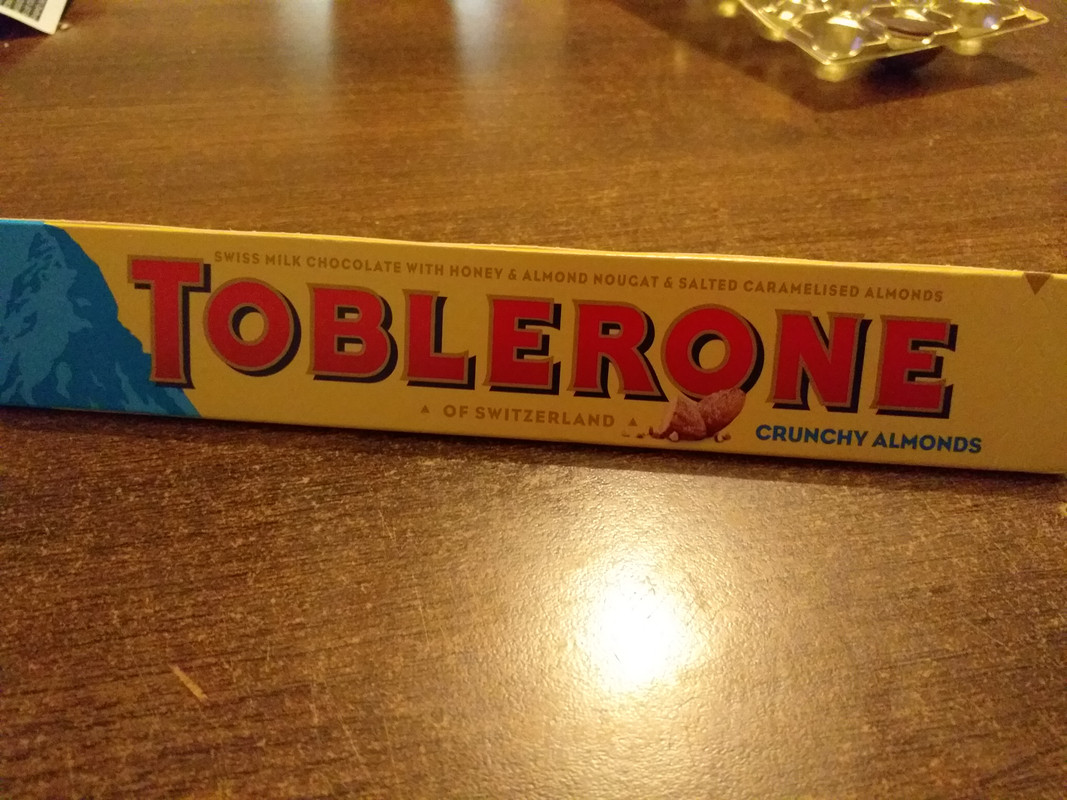 SWISS MILK CHOCOLATE WITH HONEY & ALMOND NOUGAT & SALTED CARAMELISED ALMONDS
TOBLERONE
OF SWITZERLAND
CRUNCHY ALMONDS